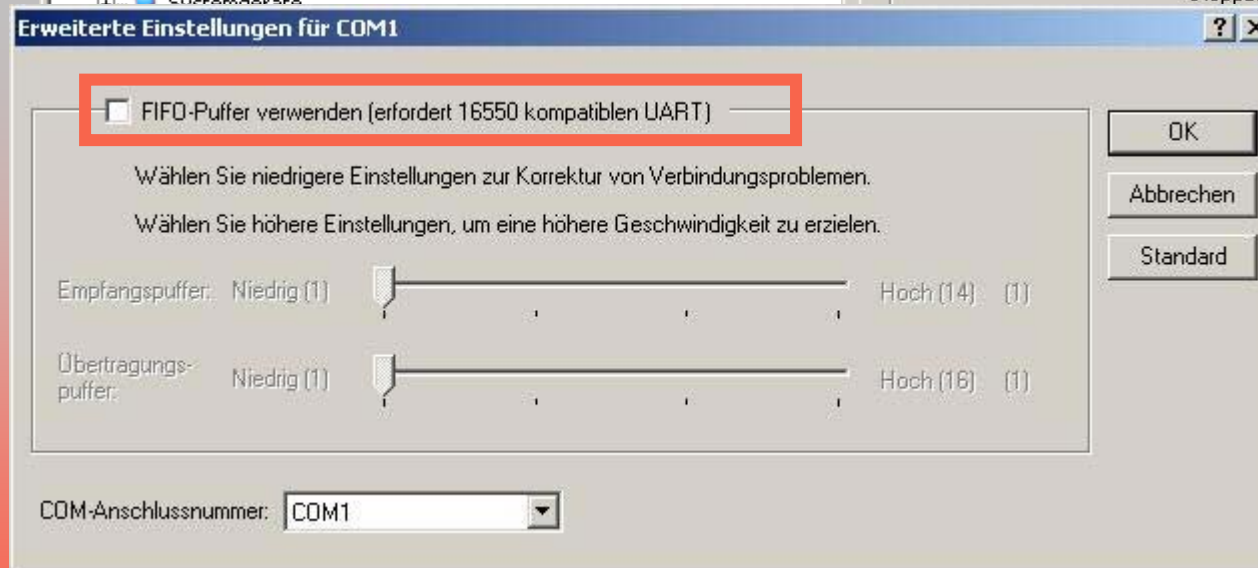 Erweiterte Einstellungen für COM1
FIFO-Puffer verwenden (erfordert 16550 kompatiblen UART)
OK
Wählen Sie niedrigere Einstellungen zur Korrektur von Verbindungsproblemen.
Abbrechen
Wählen Sie höhere Einstellungen, um eine höhere Geschwindigkeit zu erzielen.
Standard
Empfangspuffer: Niedrig (1) Hoch (14) (1)
Übertragungs-
puffer: Niedrig (1) Hoch (16) (1)
COM-Anschlussnummer: COM1